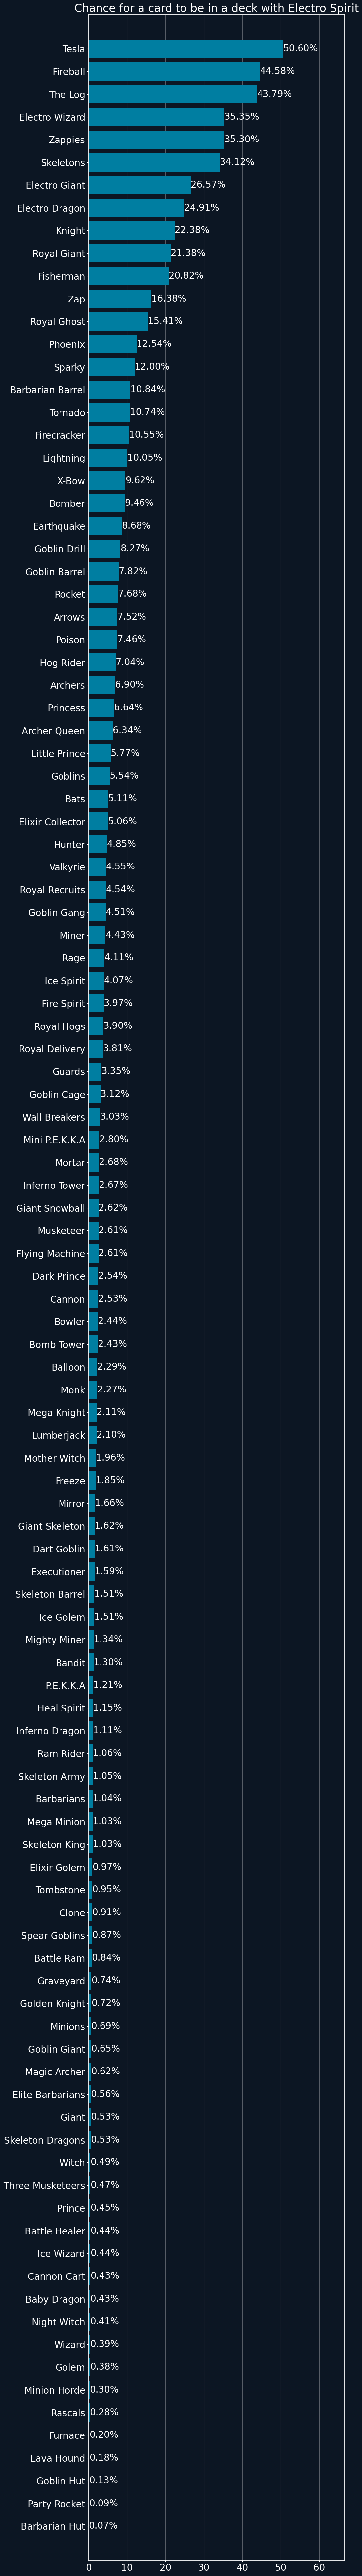 Chance for a card to be in a deck with Electro Spirit
Tesla 50.60%
Fireball 44.58%
The Log 43.79%
Electro Wizard 35.35%
Zappies 35.30%
Skeletons 34.12%
Electro Giant 26.57%
Electro Dragon 24.91%
Knight 22.38%
Royal Giant 21.38%
Fisherman 20.82%
Zap 16.38%
Royal Ghost 15.41%
Phoenix 12.54%
Sparky 12.00%
Barbarian Barrel 10.84%
Tornado 10.74%
Firecracker 10.55%
Lightning 10.05%
X-Bow 9.62%
Bomber 9.46%
Earthquake 8.68%
Goblin Drill 8.27%
Goblin Barrel 7.82%
Rocket 7.68%
Arrows 7.52%
Poison 7.46%
Hog Rider 7.04%
Archers 6.90%
Princess 6.64%
Archer Queen 6.34%
Little Prince 5.77%
Goblins 5.54%
Bats 5.11%
Elixir Collector 5.06%
Hunter 4.85%
Valkyrie 4.55%
Royal Recruits 4.54%
Goblin Gang 4.51%
Miner 4.43%
Rage 4.11%
Ice Spirit 4.07%
Fire Spirit 3.97%
Royal Hogs 3.90%
Royal Delivery 3.81%
Guards 3.35%
Goblin Cage 3.12%
Wall Breakers 3.03%
Mini P.E.K.K.A 2.80%
Mortar 2.68%
Inferno Tower 2.67%
Giant Snowball 2.62%
Musketeer 2.61%
Flying Machine 2.61%
Dark Prince 2.54%
Cannon 2.53%
Bowler 2.44%
Bomb Tower 2.43%
Balloon 2.29%
Monk 2.27%
Mega Knight 2.11%
Lumberjack 2.10%
Mother Witch 1.96%
Freeze 1.85%
Mirror 1.66%
Giant Skeleton 1.62%
Dart Goblin 1.61%
Executioner 1.59%
Skeleton Barrel 1.51%
Ice Golem 1.51%
Mighty Miner 1.34%
Bandit 1.30%
P.E.K.K.A 1.21%
Heal Spirit 1.15%
Inferno Dragon 1.11%
Ram Rider 1.06%
Skeleton Army 1.05%
Barbarians 1.04%
Mega Minion 1.03%
Skeleton King 1.03%
Elixir Golem 0.97%
Tombstone 0.95%
Clone 0.91%
Spear Goblins 0.87%
Battle Ram 0.84%
Graveyard 0.74%
Golden Knight 0.72%
Minions 0.69%
Goblin Giant 0.65%
Magic Archer 0.62%
Elite Barbarians 0.56%
Giant 0.53%
Skeleton Dragons 0.53%
Witch 0.49%
Three Musketeers 0.47%
Prince 0.45%
Battle Healer 0.44%
Ice Wizard 0.44%
Cannon Cart 0.43%
Baby Dragon 0.43%
Night Witch 0.41%
Wizard 0.39%
Golem 0.38%
Minion Horde 0.30%
Rascals 0.28%
Furnace 0.20%
Lava Hound 0.18%
Goblin Hut 0.13%
Party Rocket 0.09%
Barbarian Hut 0.07%
0 10 20 30 40 50 60